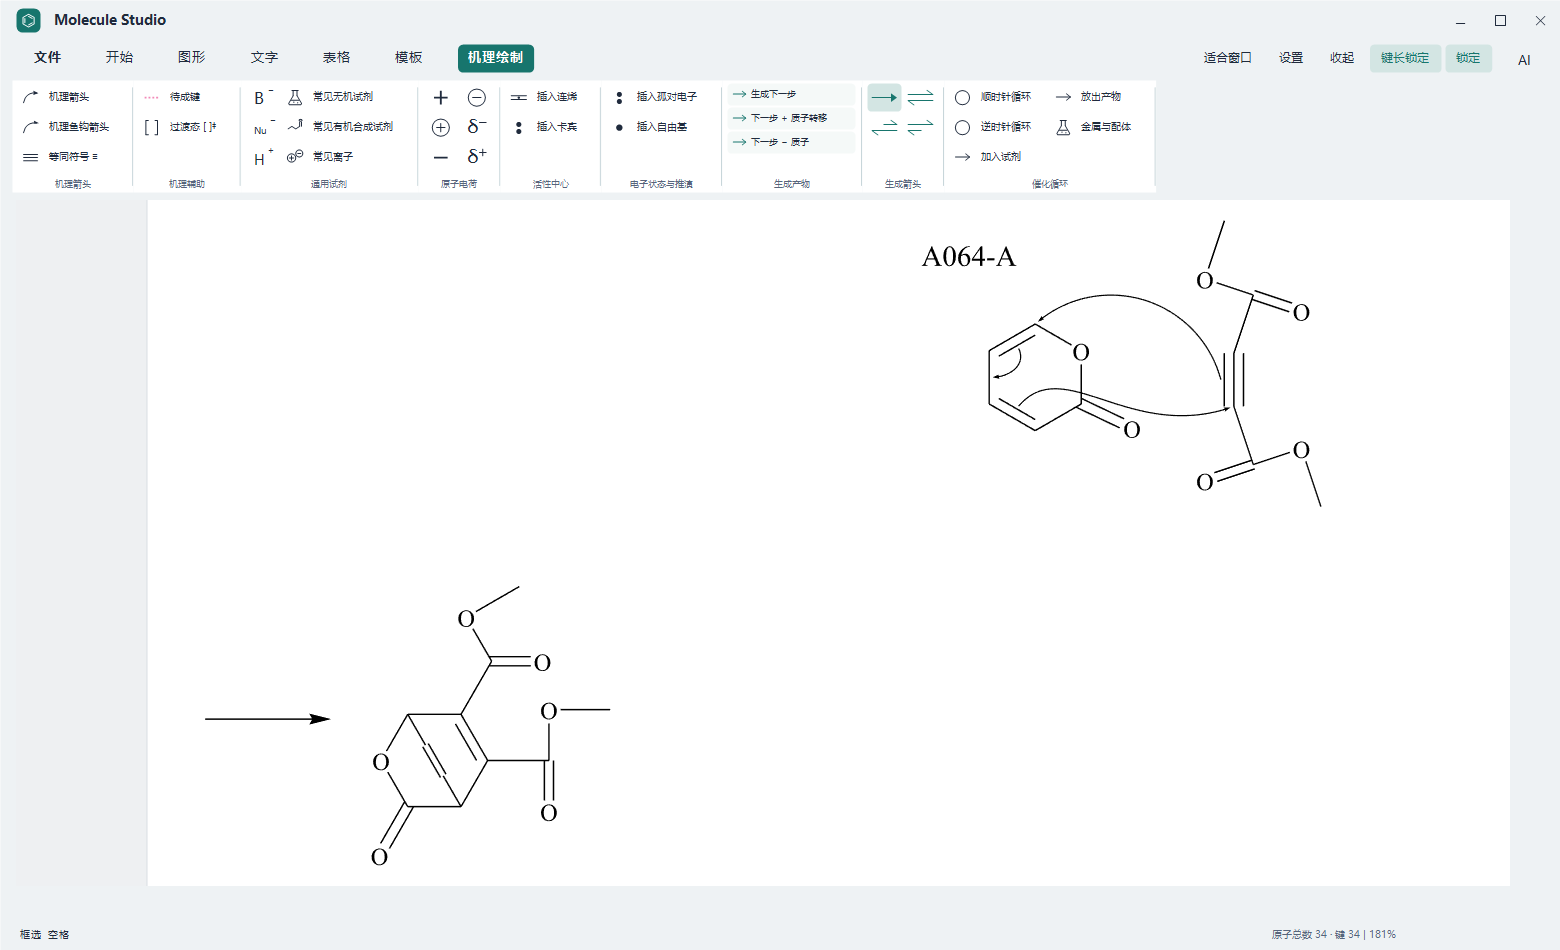 Molecule Studio
文件 开始 图形 文字 表格 模板 机理绘制 适合窗口 设置 收起 键长锁定 锁定 AI
机理箭头
机理鱼钩箭头
等同符号 ≡
机理箭头
待成键
过渡态 [ ]‡
机理辅助
B⁻ 常见无机试剂
Nu⁻ 常见有机合成试剂
H⁺ 常见离子
通用试剂
δ⁻
δ⁺
原子电荷
插入连烯
插入卡宾
活性中心
插入孤对电子
插入自由基
电子状态与推演
生成下一步
下一步 + 质子转移
下一步 − 质子
生成产物
生成箭头
顺时针循环 放出产物
逆时针循环 金属与配体
加入试剂
催化循环
A064-A
O
O
O
O
O
O
O
O
O
O
O
O
框选 空格
原子总数 34 · 键 34 | 181%